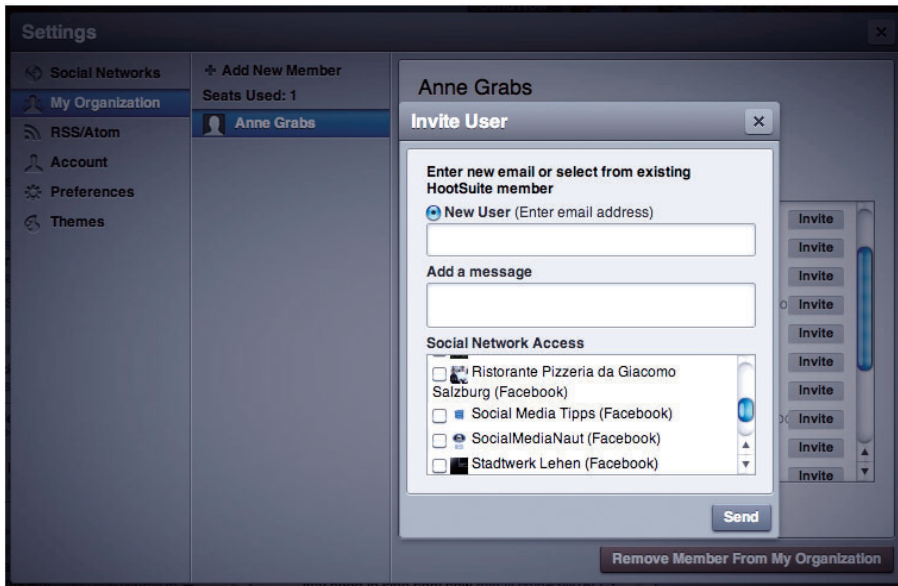 Settings
Social Networks
My Organization
RSS/Atom
Account
Preferences
Themes
Add New Member
Seats Used: 1
Anne Grabs
Anne Grabs
Invite User
Enter new email or select from existing
HootSuite member
New User (Enter email address)
Add a message
Social Network Access
Ristorante Pizzeria da Giacomo
Salzburg (Facebook)
Social Media Tipps (Facebook)
SocialMediaNaut (Facebook)
Stadtwerk Lehen (Facebook)
Send
Invite
Invite
Invite
Invite
Invite
Invite
Invite
Invite
Invite
Invite
Remove Member From My Organization